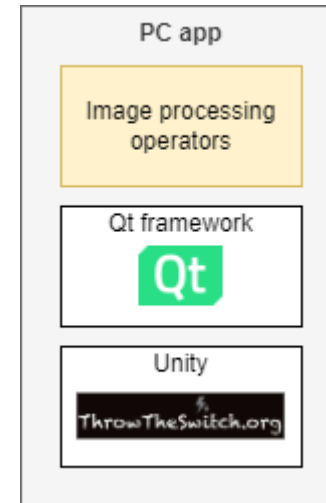 PC app
Image processing
operators
Qt framework
Qt
Unity
ThrowTheSwitch.org